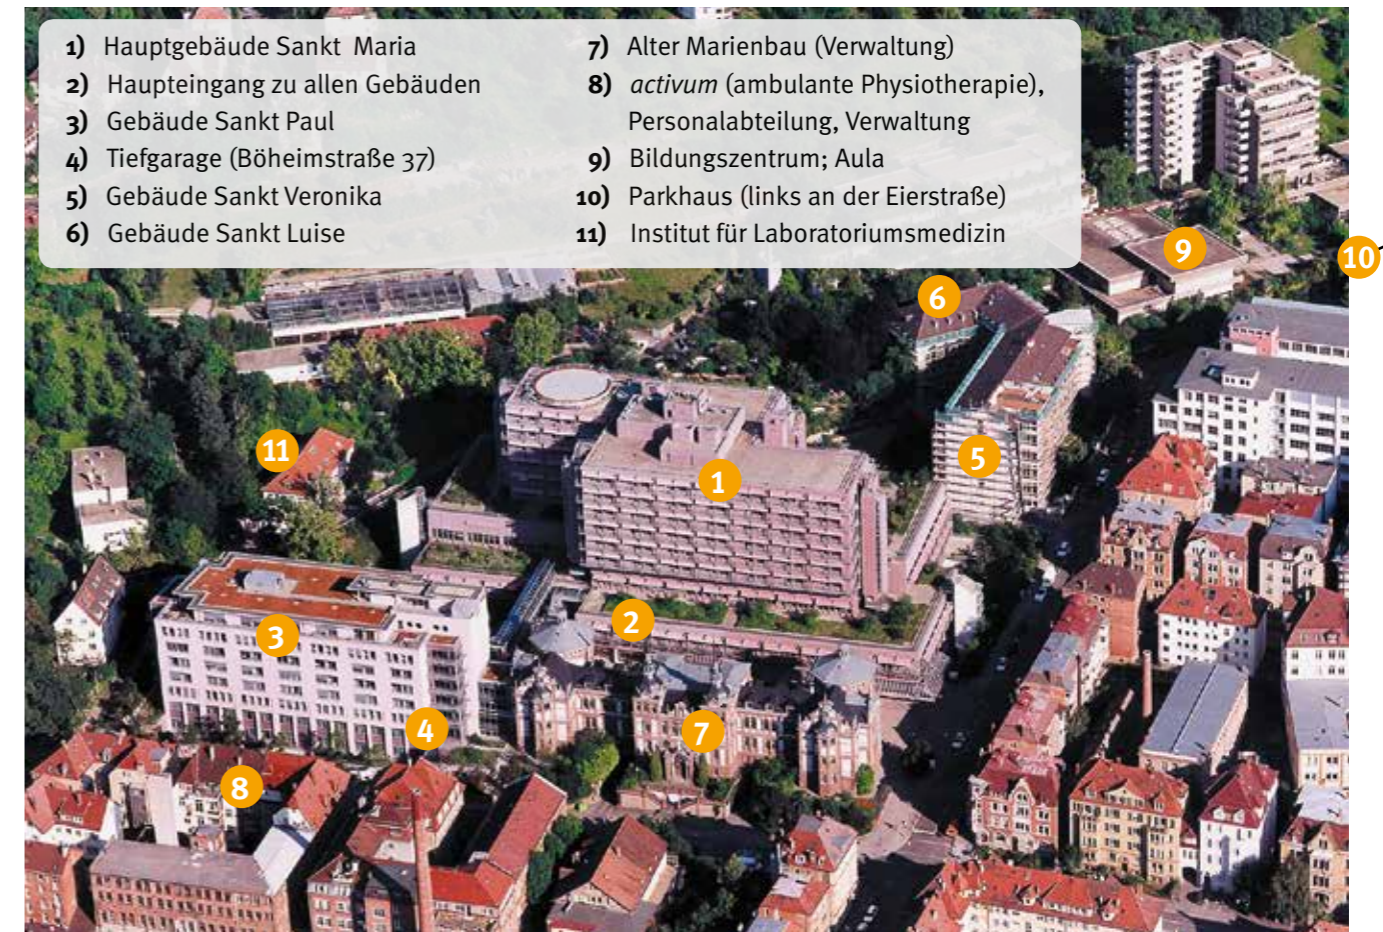 1) Hauptgebäude Sankt Maria
2) Haupteingang zu allen Gebäuden
3) Gebäude Sankt Paul
4) Tiefgarage (Böheimstraße 37)
5) Gebäude Sankt Veronika
6) Gebäude Sankt Luise
7) Alter Marienbau (Verwaltung)
8) activum (ambulante Physiotherapie),
Personalabteilung, Verwaltung
9) Bildungszentrum; Aula
10) Parkhaus (links an der Eierstraße)
11) Institut für Laboratoriumsmedizin
9
10
6
11
5
1
2
3
4
7
8